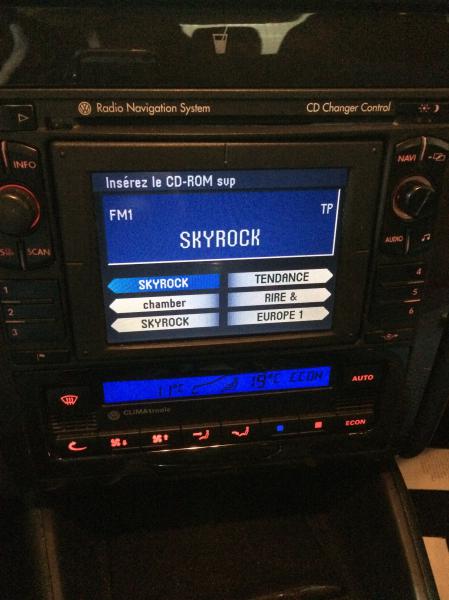 Radio Navigation System
CD Changer Control
INFO
NAVI
Insérez le CD-ROM sup
FM1
TP
SKYROCK
AUDIO
SCAN
SKYROCK
TENDANCE
chamber
RIRE &
SKYROCK
EUROPE 1
1
2
3
4
5
6
11°C
19°C ECON
AUTO
CLIMAtronic
ECON